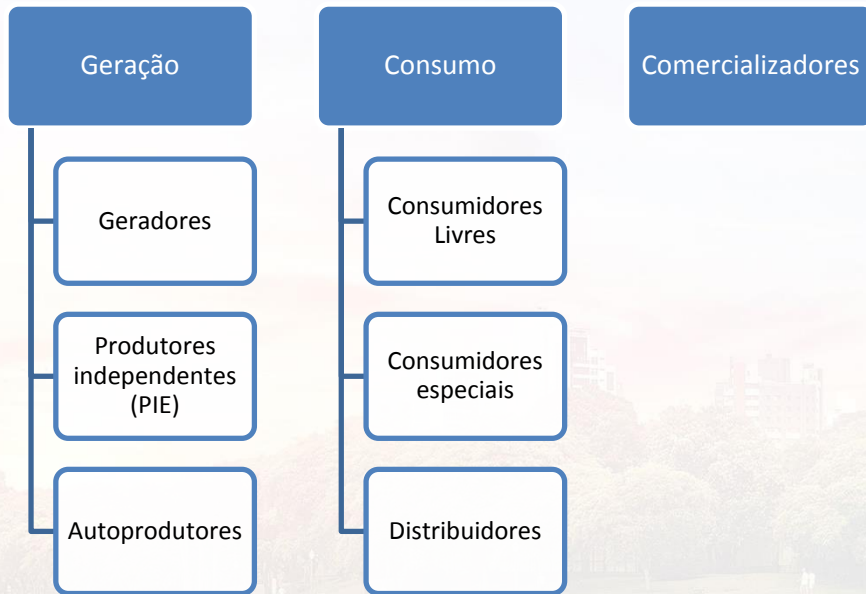 Geração
Consumo
Comercializadores
Geradores
Consumidores
Livres
Produtores
independentes
(PIE)
Consumidores
especiais
Autoprodutores
Distribuidores